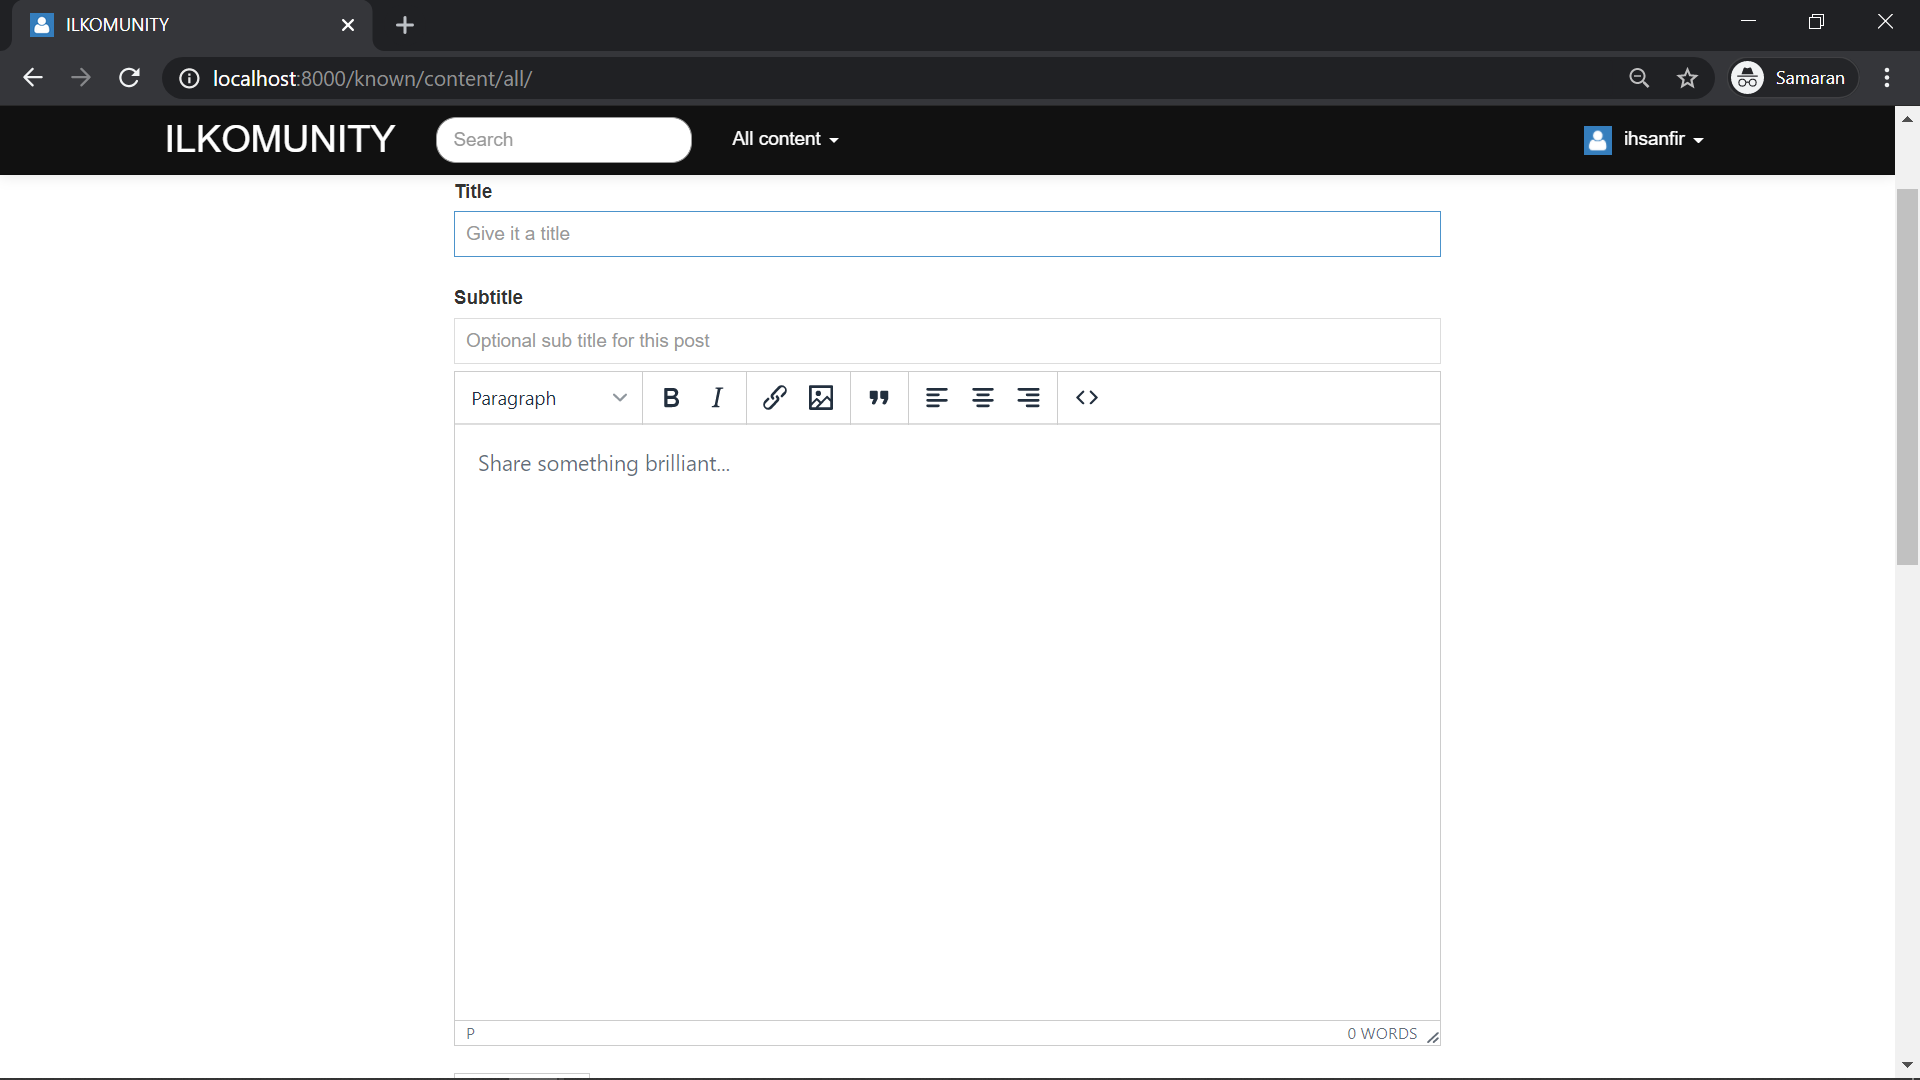 ILKOMUNITY
localhost:8000/known/content/all/
Samaran
ILKOMUNITY
Search
All content
ihsanfir
Title
Give it a title
Subtitle
Optional sub title for this post
Paragraph
B I
Share something brilliant...
P
0 WORDS